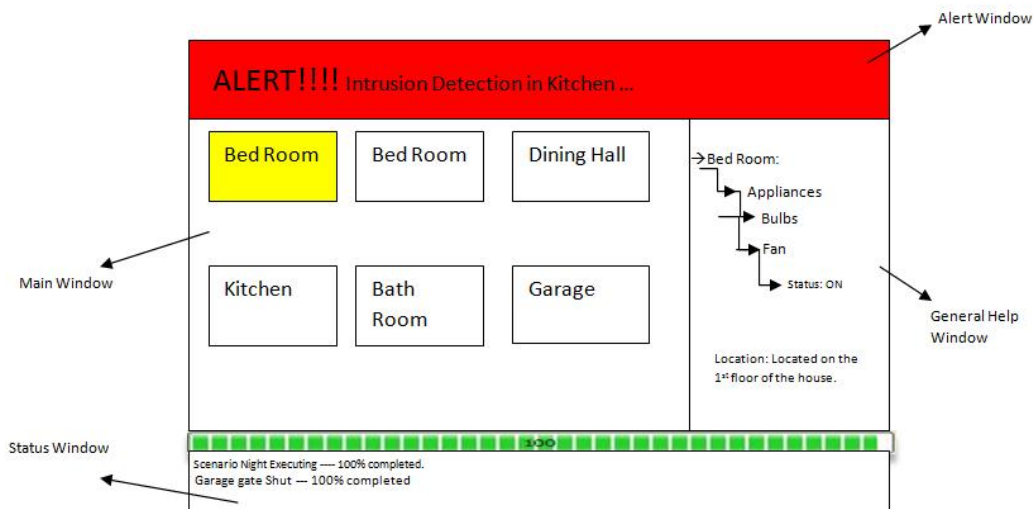 Alert Window
ALERT!!!! Intrusion Detection in Kitchen ...
Bed Room
Bed Room
Dining Hall
Kitchen
Bath
Room
Garage
Main Window
Bed Room:
Appliances
Bulbs
Fan
Status: ON
Location: Located on the
1st floor of the house.
General Help
Window
100
Status Window
Scenario Night Executing ---- 100% completed.
Garage gate Shut --- 100% completed